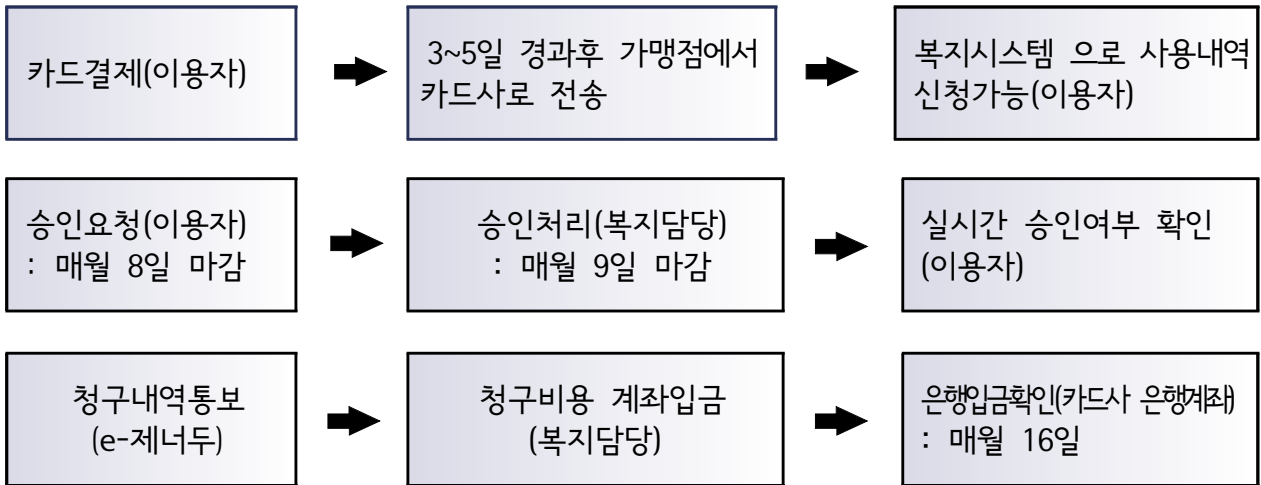 카드결제(이용자)
3~5일 경과후 가맹점에서
카드사로 전송
복지시스템 으로 사용내역
신청가능(이용자)
승인요청(이용자)
: 매월 8일 마감
승인처리(복지담당)
: 매월 9일 마감
실시간 승인여부 확인
(이용자)
청구내역통보
(e-제너두)
청구비용 계좌입금
(복지담당)
은행입금확인(카드사 은행계좌)
: 매월 16일